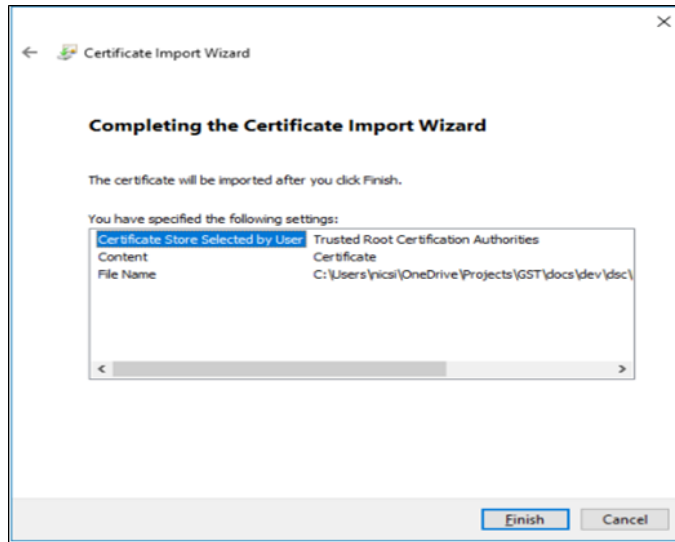 Certificate Import Wizard
Completing the Certificate Import Wizard
The certificate will be imported after you click Finish.
You have specified the following settings:
Certificate Store Selected by User Trusted Root Certification Authorities
Content Certificate
File Name C:\Users\nicsi\OneDrive\Projects\GST\docs\dev\dsc\
Finish Cancel